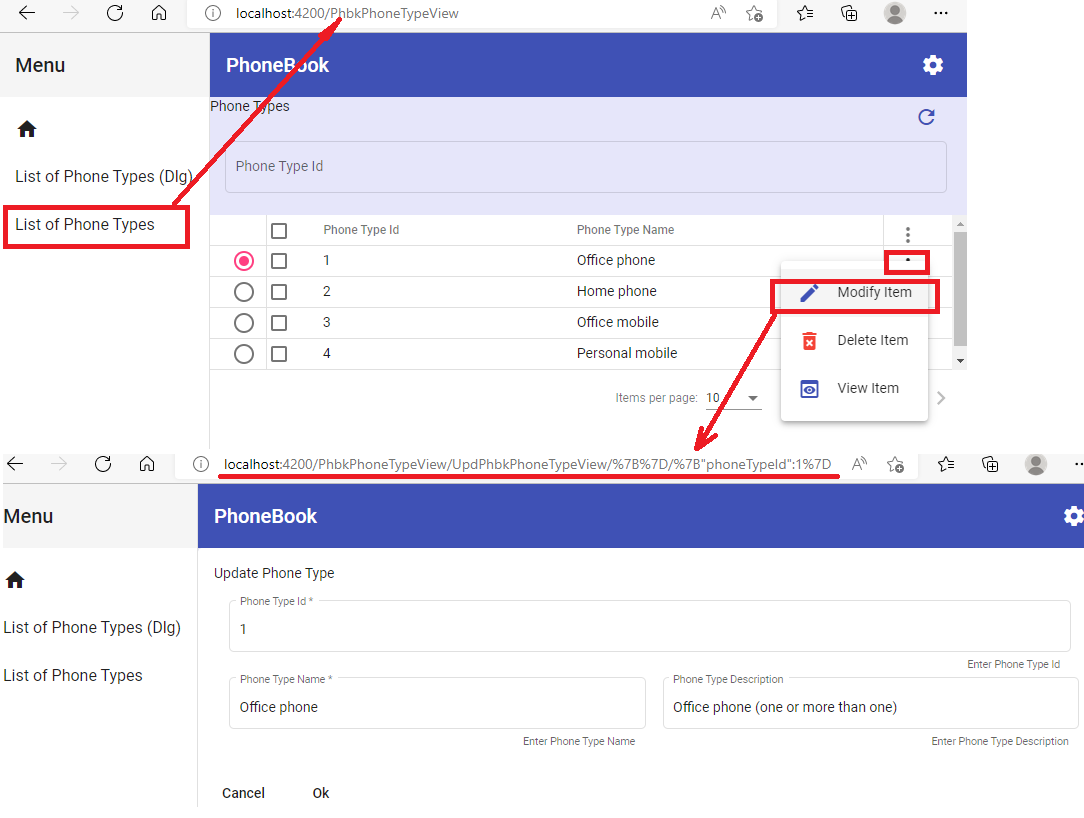 localhost:4200/PhbkPhoneTypeView
Menu
PhoneBook
Phone Types
Phone Type Id
List of Phone Types (Dlg)
List of Phone Types
Phone Type Id Phone Type Name
1 Office phone
2 Home phone
3 Office mobile
4 Personal mobile
Modify Item
Delete Item
View Item
Items per page: 10
localhost:4200/PhbkPhoneTypeView/UpdPhbkPhoneTypeView/%7B%7D/%7B"phoneTypeId":1%7D
Menu
PhoneBook
List of Phone Types (Dlg)
List of Phone Types
Update Phone Type
Phone Type Id *
1
Enter Phone Type Id
Phone Type Name * Phone Type Description
Office phone Office phone (one or more than one)
Enter Phone Type Name Enter Phone Type Description
Cancel Ok